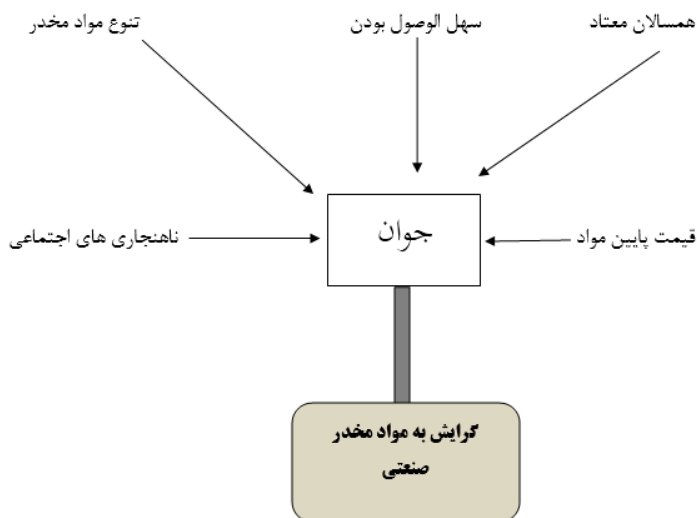 همسالان معتاد
سهل الوصول بودن
تنوع مواد مخدر
جوان
قیمت پایین مواد
ناهنجاری های اجتماعی
گرایش به مواد مخدر
صنعتی